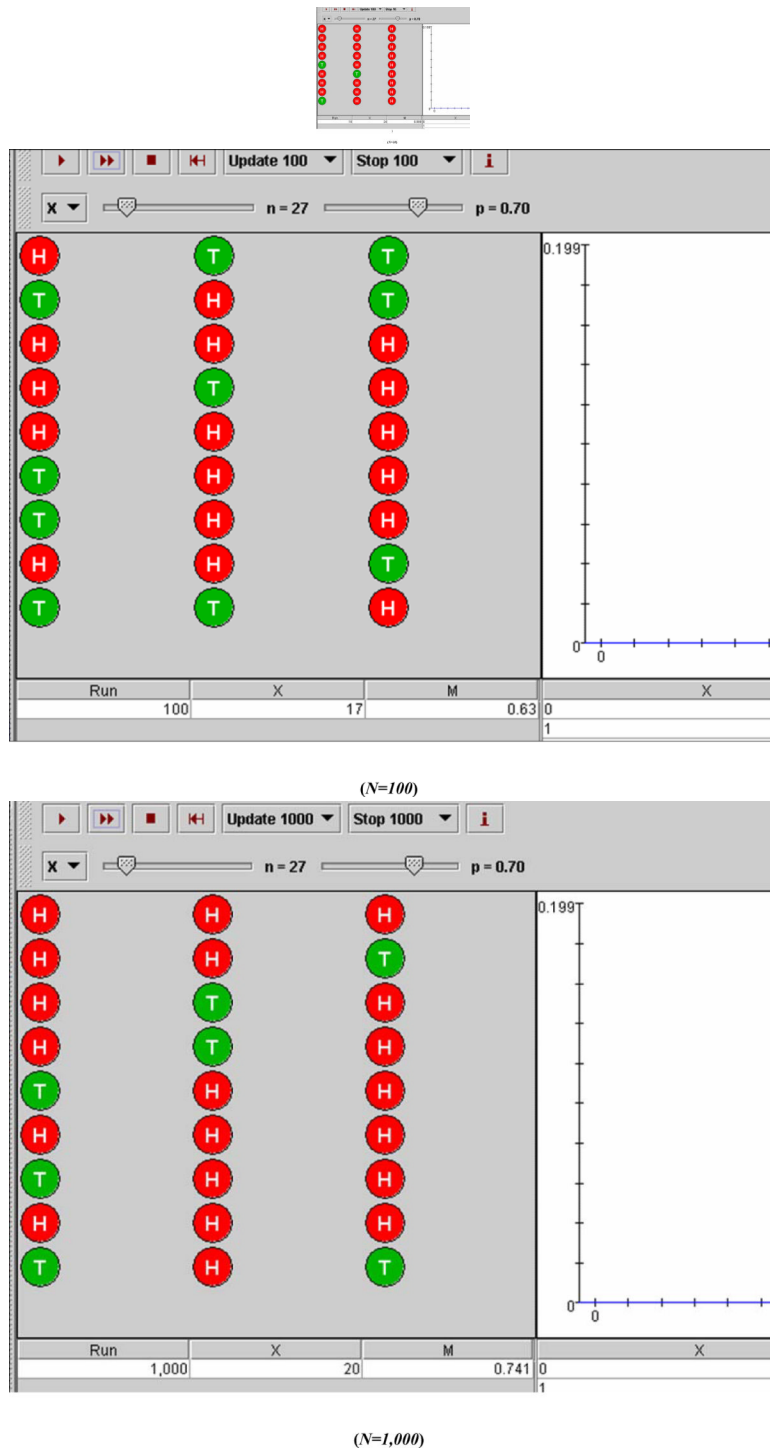 Update 100 Stop 100
X n = 27 p = 0.70
H T T
T H T
H H H
H T H
H H H
T H H
T H H
H H T
T T H
0.199
0
0
Run X M X
100 17 0.63 0
1
(N=100)
Update 1000 Stop 1000
X n = 27 p = 0.70
H H H
H H T
H T H
H T H
T H H
H H H
T H H
H H H
T H T
0.199
0
0
Run X M X
1,000 20 0.741 0
1
(N=1,000)